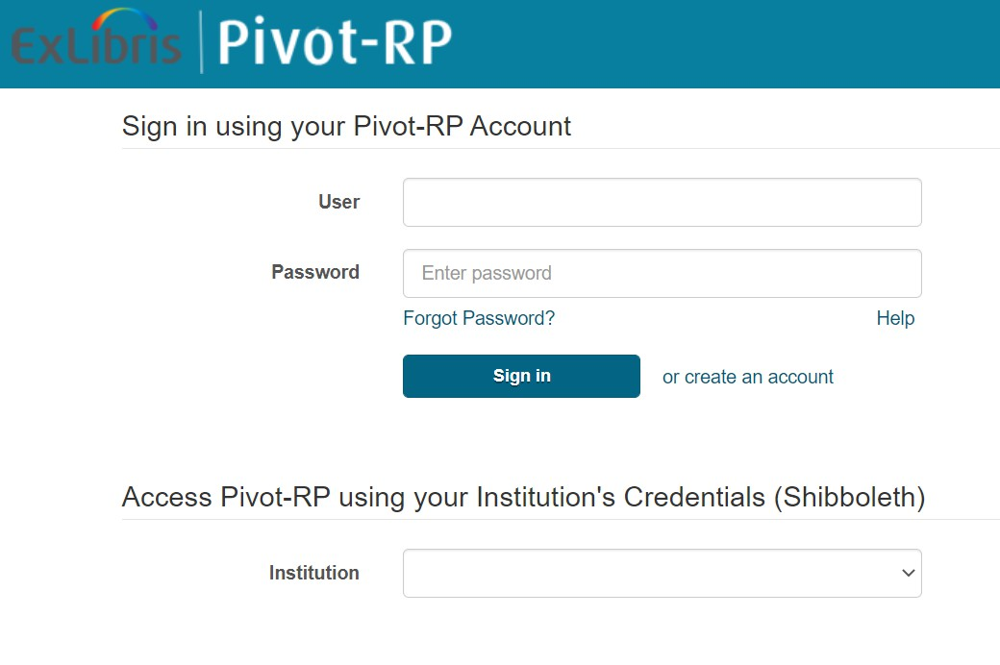 ExLibris | Pivot-RP
Sign in using your Pivot-RP Account
User
Password
Enter password
Forgot Password?
Help
Sign in
or create an account
Access Pivot-RP using your Institution's Credentials (Shibboleth)
Institution